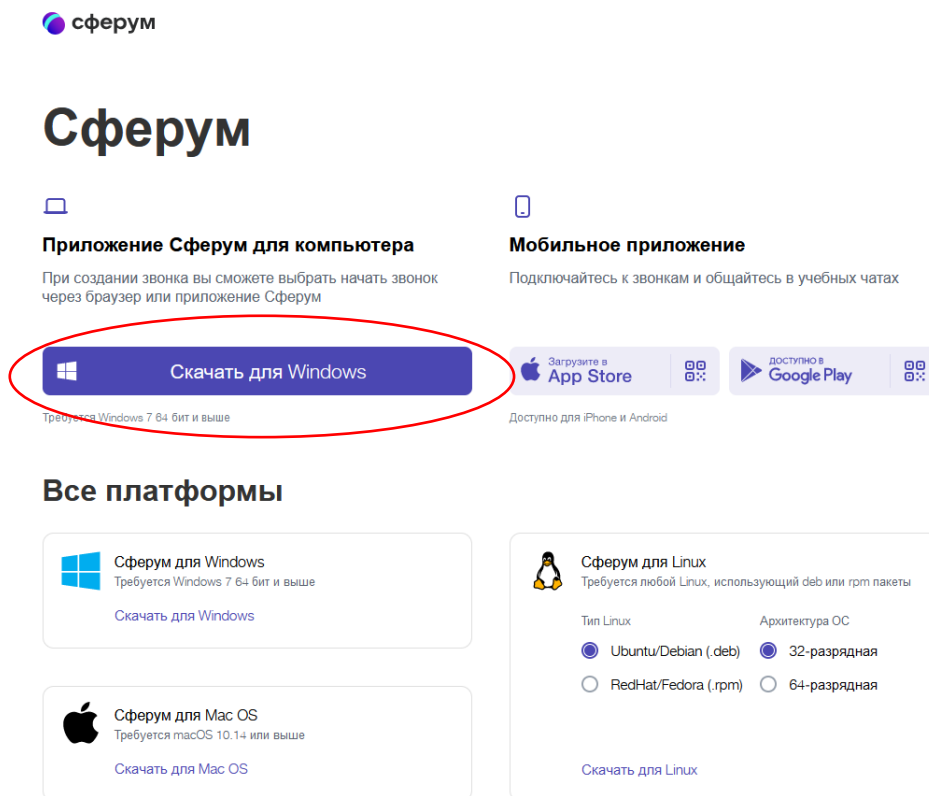 сферум
Сферум
Приложение Сферум для компьютера
При создании звонка вы сможете выбрать начать звонок
через браузер или приложение Сферум
Скачать для Windows
Требуется Windows 7 64 бит и выше
Мобильное приложение
Подключайтесь к звонкам и общайтесь в учебных чатах
Загрузите в
App Store
ДОСТУПНО В
Google Play
Доступно для iPhone и Android
Все платформы
Сферум для Windows
Требуется Windows 7 64 бит и выше
Скачать для Windows
Сферум для Mac OS
Требуется macOS 10.14 или выше
Скачать для Mac OS
Сферум для Linux
Требуется любой Linux, использующий deb или rpm пакеты
Тип Linux
Архитектура ОС
Ubuntu/Debian (.deb)
32-разрядная
RedHat/Fedora (.rpm)
64-разрядная
Скачать для Linux